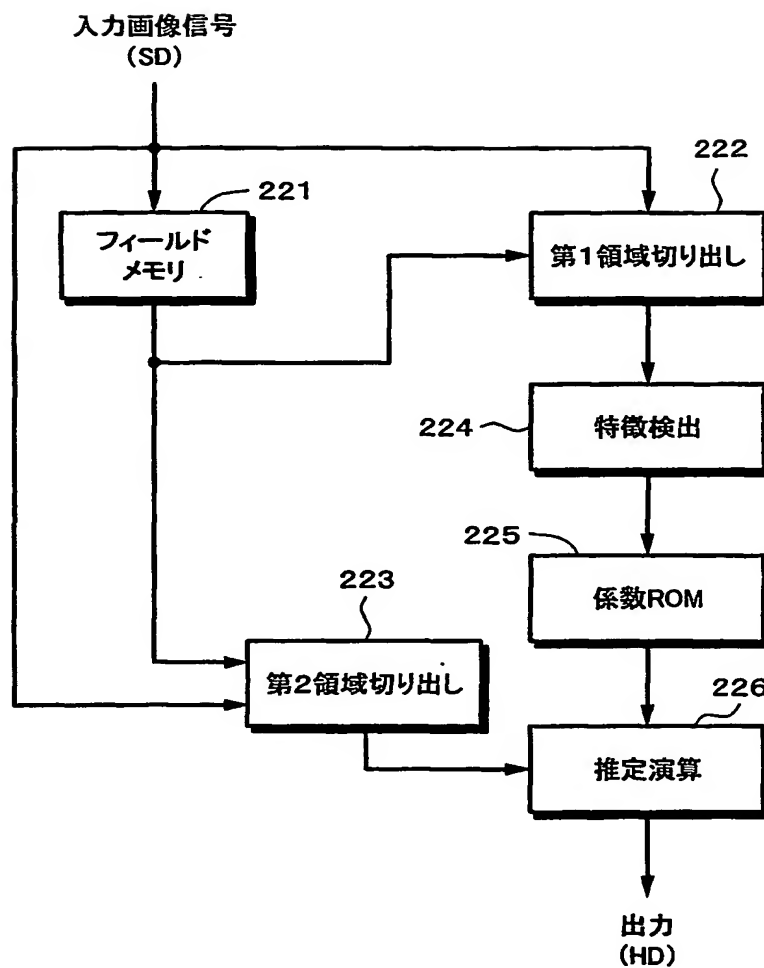 入力画像信号
(SD)
222
221
フィールド
メモリ
第1領域切り出し
224
特徴検出
225
係数ROM
223
第2領域切り出し
226
推定演算
出力
(HD)